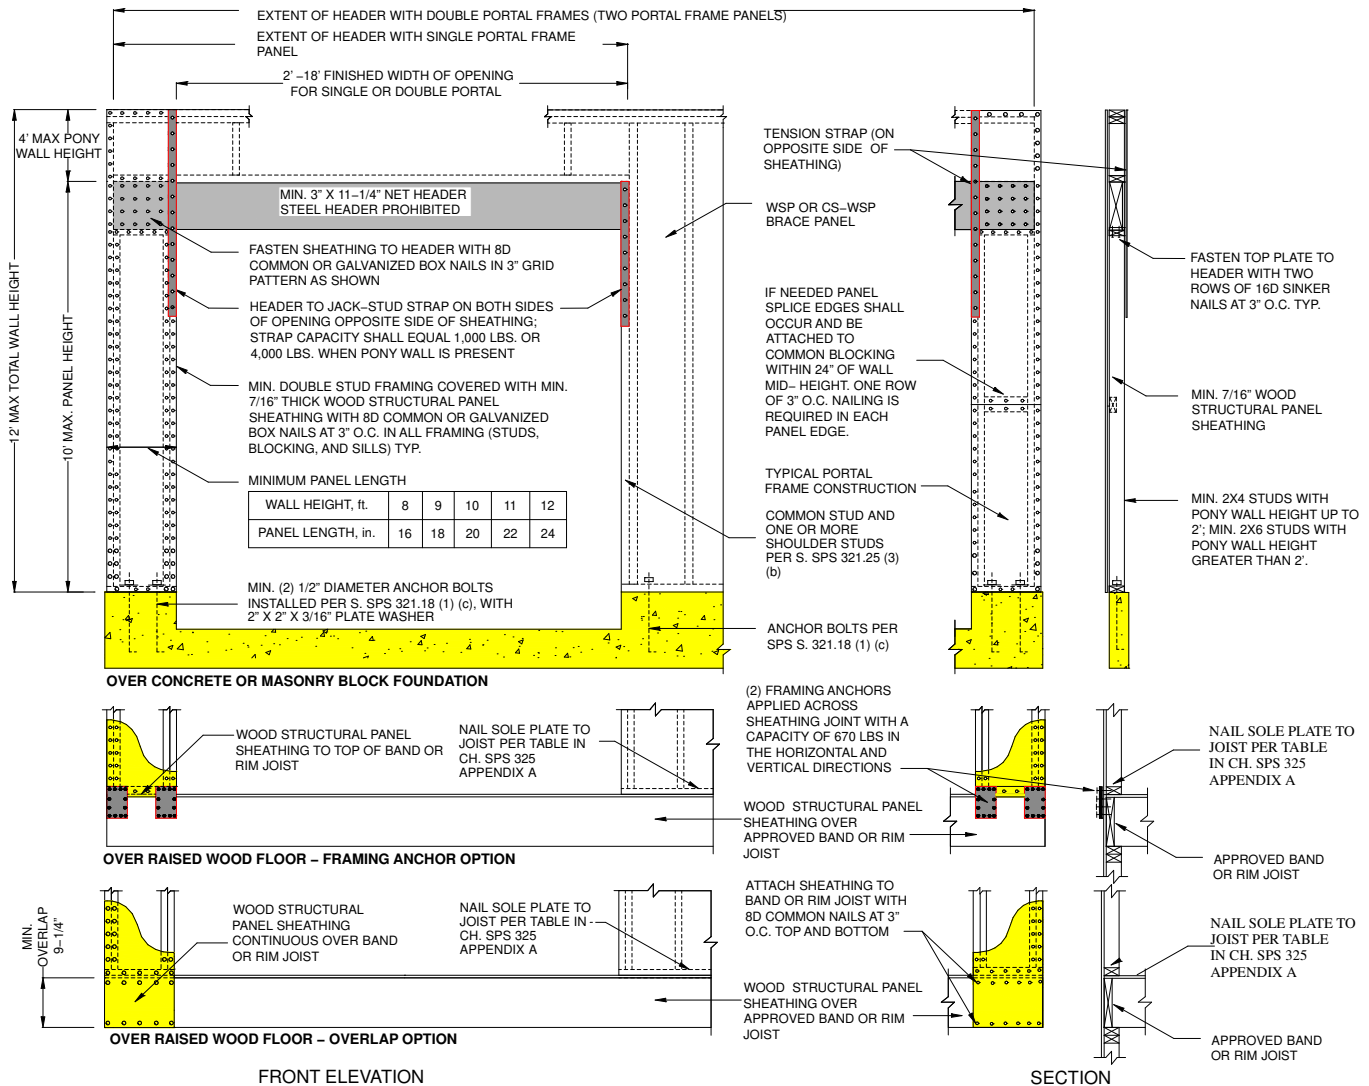 EXTENT OF HEADER WITH DOUBLE PORTAL FRAMES (TWO PORTAL FRAME PANELS)
EXTENT OF HEADER WITH SINGLE PORTAL FRAME
PANEL
2' –18' FINISHED WIDTH OF OPENING
FOR SINGLE OR DOUBLE PORTAL
4' MAX PONY
WALL HEIGHT
12' MAX TOTAL WALL HEIGHT
10' MAX. PANEL HEIGHT
MIN. 3" X 11–1/4" NET HEADER
STEEL HEADER PROHIBITED
FASTEN SHEATHING TO HEADER WITH 8D
COMMON OR GALVANIZED BOX NAILS IN 3" GRID
PATTERN AS SHOWN
HEADER TO JACK–STUD STRAP ON BOTH SIDES
OF OPENING OPPOSITE SIDE OF SHEATHING;
STRAP CAPACITY SHALL EQUAL 1,000 LBS. OR
4,000 LBS. WHEN PONY WALL IS PRESENT
MIN. DOUBLE STUD FRAMING COVERED WITH MIN.
7/16" THICK WOOD STRUCTURAL PANEL
SHEATHING WITH 8D COMMON OR GALVANIZED
BOX NAILS AT 3" O.C. IN ALL FRAMING (STUDS,
BLOCKING, AND SILLS) TYP.
MINIMUM PANEL LENGTH
WALL HEIGHT, ft. 8 9 10 11 12
PANEL LENGTH, in. 16 18 20 22 24
MIN. (2) 1/2" DIAMETER ANCHOR BOLTS
INSTALLED PER S. SPS 321.18 (1) (c), WITH
2" X 2" X 3/16" PLATE WASHER
TENSION STRAP (ON
OPPOSITE SIDE OF
SHEATHING)
WSP OR CS–WSP
BRACE PANEL
IF NEEDED PANEL
SPLICE EDGES SHALL
OCCUR AND BE
ATTACHED TO
COMMON BLOCKING
WITHIN 24" OF WALL
MID– HEIGHT. ONE ROW
OF 3" O.C. NAILING IS
REQUIRED IN EACH
PANEL EDGE.
TYPICAL PORTAL
FRAME CONSTRUCTION
COMMON STUD AND
ONE OR MORE
SHOULDER STUDS
PER S. SPS 321.25 (3)
(b)
ANCHOR BOLTS PER
SPS S. 321.18 (1) (c)
FASTEN TOP PLATE TO
HEADER WITH TWO
ROWS OF 16D SINKER
NAILS AT 3" O.C. TYP.
MIN. 7/16" WOOD
STRUCTURAL PANEL
SHEATHING
MIN. 2X4 STUDS WITH
PONY WALL HEIGHT UP TO
2'; MIN. 2X6 STUDS WITH
PONY WALL HEIGHT
GREATER THAN 2'.
OVER CONCRETE OR MASONRY BLOCK FOUNDATION
WOOD STRUCTURAL PANEL
SHEATHING TO TOP OF BAND OR
RIM JOIST
NAIL SOLE PLATE TO
JOIST PER TABLE IN
CH. SPS 325
APPENDIX A
(2) FRAMING ANCHORS
APPLIED ACROSS
SHEATHING JOINT WITH A
CAPACITY OF 670 LBS IN
THE HORIZONTAL AND
VERTICAL DIRECTIONS
WOOD STRUCTURAL PANEL
SHEATHING OVER
APPROVED BAND OR RIM
JOIST
NAIL SOLE PLATE TO
JOIST PER TABLE
IN CH. SPS 325
APPENDIX A
APPROVED BAND
OR RIM JOIST
OVER RAISED WOOD FLOOR – FRAMING ANCHOR OPTION
MIN.
OVERLAP
9–1/4"
WOOD STRUCTURAL
PANEL SHEATHING
CONTINUOUS OVER BAND
OR RIM JOIST
NAIL SOLE PLATE TO
JOIST PER TABLE IN
CH. SPS 325
APPENDIX A
ATTACH SHEATHING TO
BAND OR RIM JOIST WITH
8D COMMON NAILS AT 3"
O.C. TOP AND BOTTOM
WOOD STRUCTURAL PANEL
SHEATHING OVER
APPROVED BAND OR RIM
JOIST
NAIL SOLE PLATE TO
JOIST PER TABLE
IN CH. SPS 325
APPENDIX A
APPROVED BAND
OR RIM JOIST
OVER RAISED WOOD FLOOR – OVERLAP OPTION
FRONT ELEVATION
SECTION